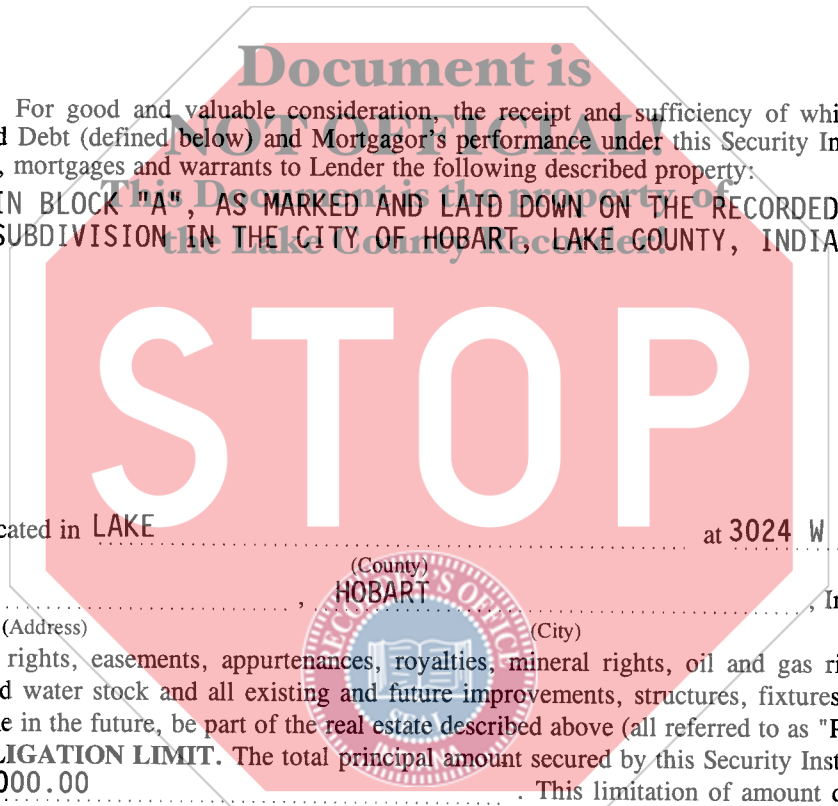 Document is
For good and valuable consideration, the receipt and sufficiency of whi
NOT OFFICIAL!
d Debt (defined below) and Mortgagor's performance under this Security In
, mortgages and warrants to Lender the following described property:
This Document is the property of
IN BLOCK "A", AS MARKED AND LAID DOWN ON THE RECORDED
SUBDIVISION IN THE CITY OF HOBART, LAKE COUNTY, INDIA
the Lake County Recorder!
STOP
cated in LAKE at 3024 W
(County)
, HOBART , In
(Address) (City)
rights, easements, appurtenances, royalties, mineral rights, oil and gas ri
d water stock and all existing and future improvements, structures, fixtures
e in the future, be part of the real estate described above (all referred to as "P
LIGATION LIMIT. The total principal amount secured by this Security Inst
000.00 . This limitation of amount
RECORDER'S OFFICE
SEAL
INDIANA